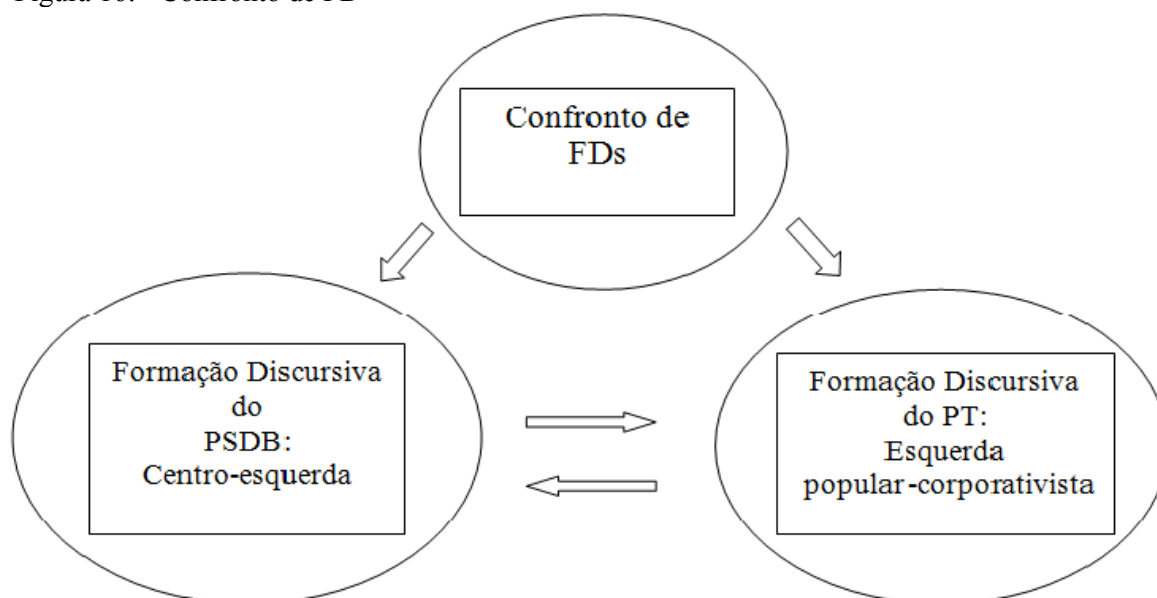 Confronto de
FDs
Formação Discursiva
do
PSDB:
Centro-esquerda
Formação Discursiva
do PT:
Esquerda
popular-corporativista